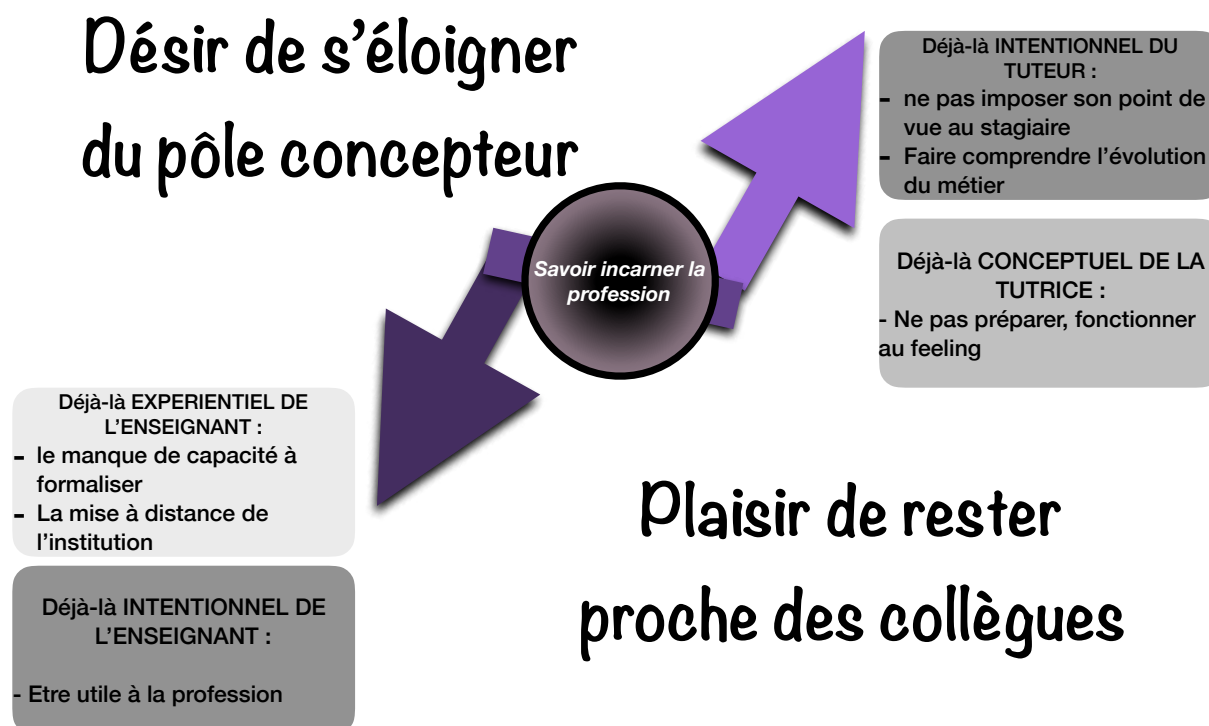 Désir de s'éloigner
du pôle concepteur
Déjà-là INTENTIONNEL DU
TUTEUR :
- ne pas imposer son point de
vue au stagiaire
- Faire comprendre l'évolution
du métier
Savoir incarner la
profession
Déjà-là CONCEPTUEL DE LA
TUTRICE :
- Ne pas préparer, fonctionner
au feeling
Déjà-là EXPERIENTIEL DE
L'ENSEIGNANT :
- le manque de capacité à
formaliser
- La mise à distance de
l'institution
Plaisir de rester
proche des collègues
Déjà-là INTENTIONNEL DE
L'ENSEIGNANT :
- Etre utile à la profession